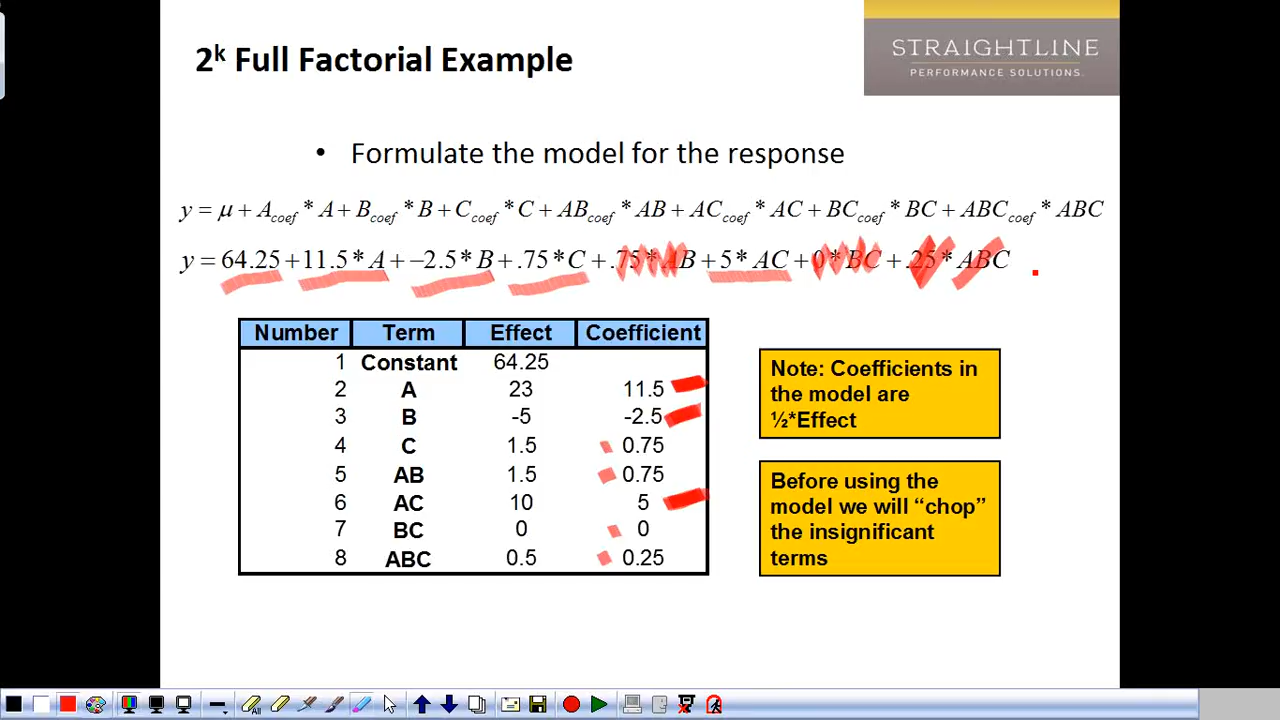 2k Full Factorial Example
STRAIGHTLINE
PERFORMANCE SOLUTIONS.
• Formulate the model for the response
y = μ + Acoef * A + Bcoef * B + Ccoef * C + ABcoef * AB + ACcoef * AC + BCcoef * BC + ABCcoef * ABC
y = 64.25 + 11.5 * A + −2.5 * B + .75 * C + .75 * AB + 5 * AC + 0 * BC + .25 * ABC
Number Term Effect Coefficient
1 Constant 64.25
2 A 23 11.5
3 B -5 -2.5
4 C 1.5 0.75
5 AB 1.5 0.75
6 AC 10 5
7 BC 0 0
8 ABC 0.5 0.25
Note: Coefficients in
the model are
½*Effect
Before using the
model we will “chop”
the insignificant
terms
All